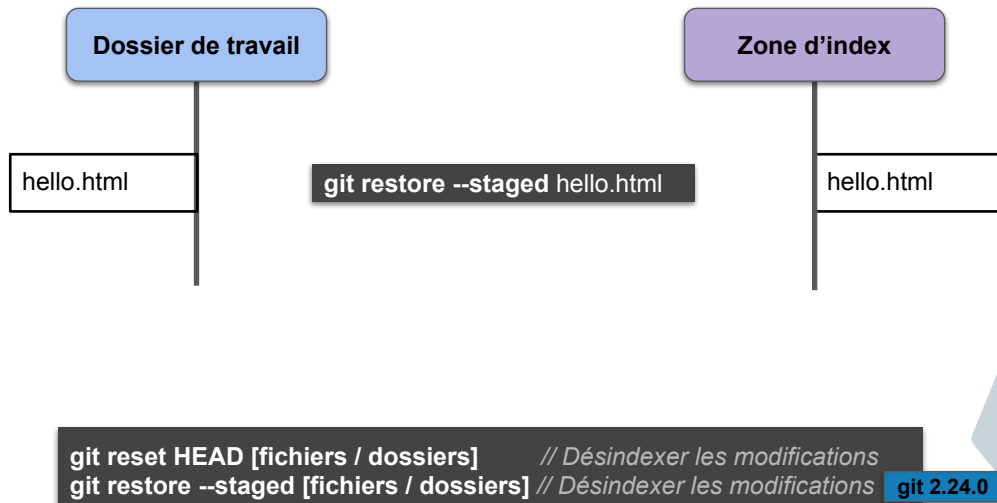 Dossier de travail
Zone d’index
hello.html
git restore --staged hello.html
hello.html
git reset HEAD [fichiers / dossiers] // Désindexer les modifications
git restore --staged [fichiers / dossiers] // Désindexer les modifications git 2.24.0